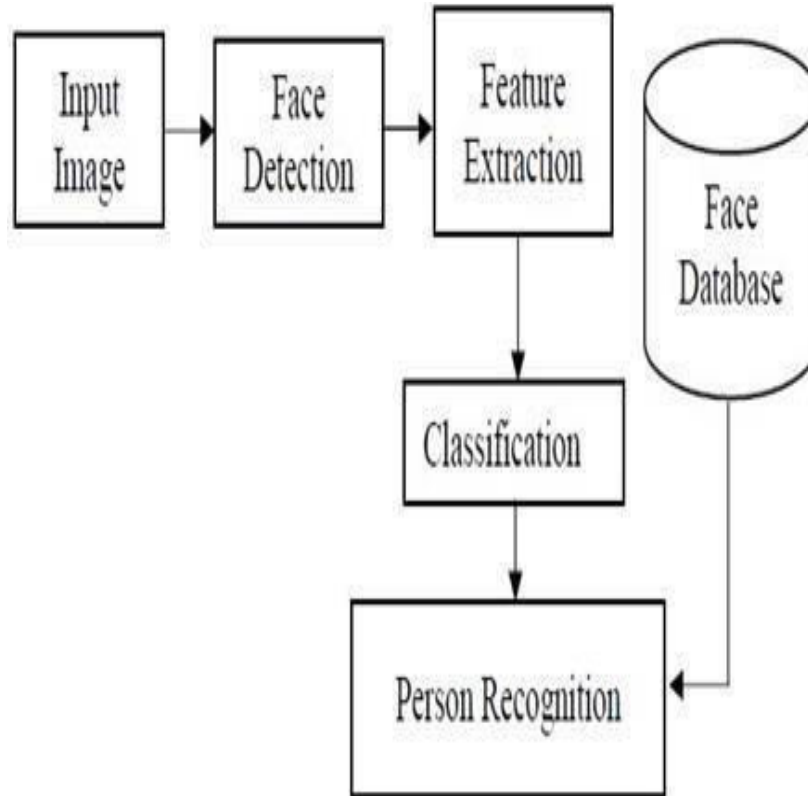 Input
Image
Face
Detection
Feature
Extraction
Face
Database
Classification
Person Recognition